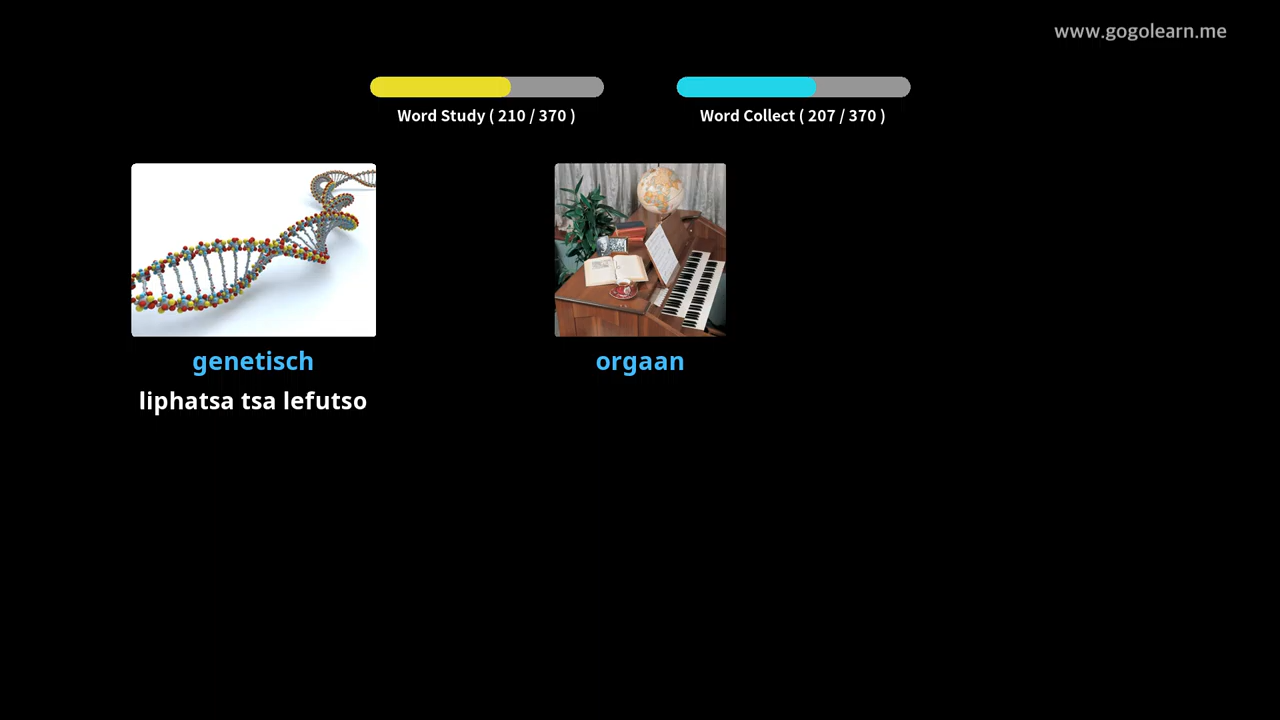 www.gogolearn.me
Word Study ( 210 / 370 )
Word Collect ( 207 / 370 )
genetisch
orgaan
liphatsa tsa lefutso